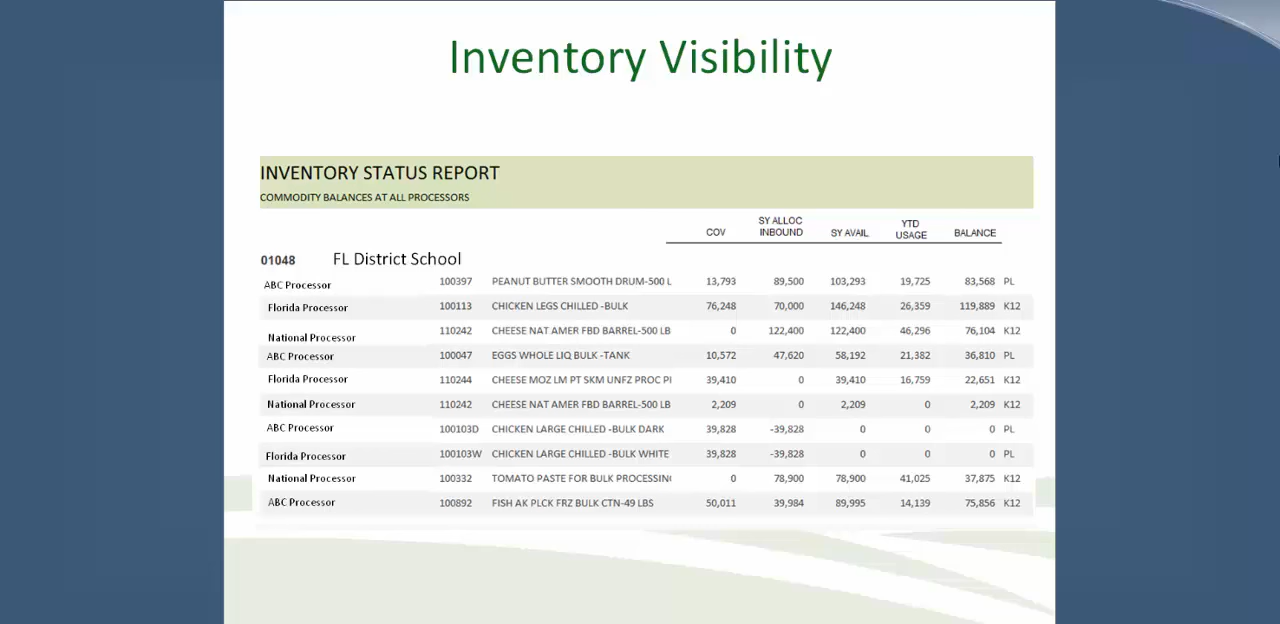 Inventory Visibility
INVENTORY STATUS REPORT
COMMODITY BALANCES AT ALL PROCESSORS
COV SY ALLOC INBOUND SY AVAIL YTD USAGE BALANCE
01048 FL District School
ABC Processor 100397 PEANUT BUTTER SMOOTH DRUM-500 L 13,793 89,500 103,293 19,725 83,568 PL
Florida Processor 100113 CHICKEN LEGS CHILLED -BULK 76,248 70,000 146,248 26,359 119,889 K12
National Processor 110242 CHEESE NAT AMER FBD BARREL-500 LB 0 122,400 122,400 46,296 76,104 K12
ABC Processor 100047 EGGS WHOLE LIQ BULK -TANK 10,572 47,620 58,192 21,382 36,810 PL
Florida Processor 110244 CHEESE MOZ LM PT SKM UNFZ PROC PI 39,410 0 39,410 16,759 22,651 K12
National Processor 110242 CHEESE NAT AMER FBD BARREL-500 LB 2,209 0 2,209 0 2,209 K12
ABC Processor 100103D CHICKEN LARGE CHILLED -BULK DARK 39,828 -39,828 0 0 0 PL
Florida Processor 100103W CHICKEN LARGE CHILLED -BULK WHITE 39,828 -39,828 0 0 0 PL
National Processor 100332 TOMATO PASTE FOR BULK PROCESSING 0 78,900 78,900 41,025 37,875 K12
ABC Processor 100892 FISH AK PLCK FRZ BULK CTN-49 LBS 50,011 39,984 89,995 14,139 75,856 K12